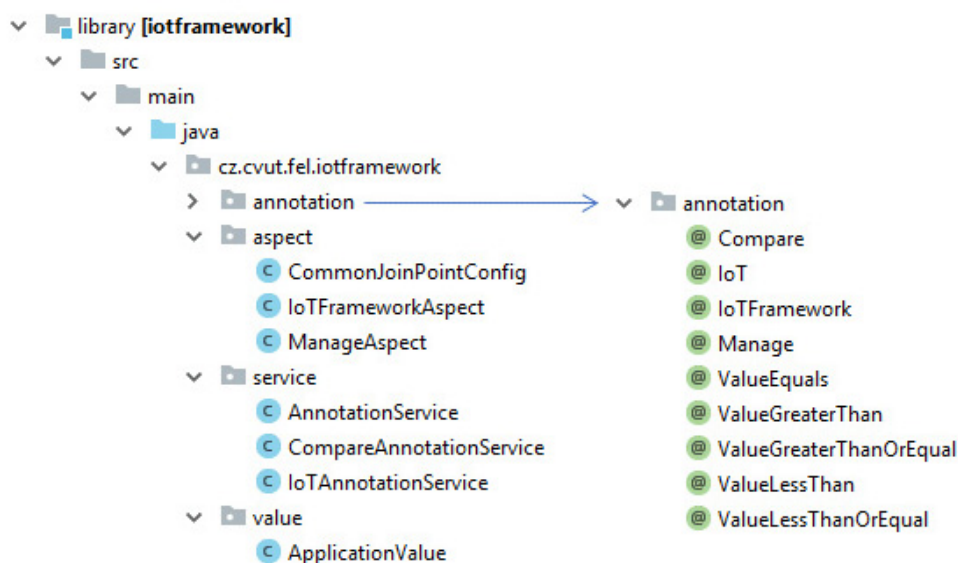 library [iotframework]
src
main
java
cz.cvut.fel.iotframework
annotation
aspect
CommonJoinPointConfig
IoTFrameworkAspect
ManageAspect
service
AnnotationService
CompareAnnotationService
IoTAnnotationService
value
ApplicationValue
annotation
@ Compare
@ IoT
@ IoTFramework
@ Manage
@ ValueEquals
@ ValueGreaterThan
@ ValueGreaterThanOrEqual
@ ValueLessThan
@ ValueLessThanOrEqual